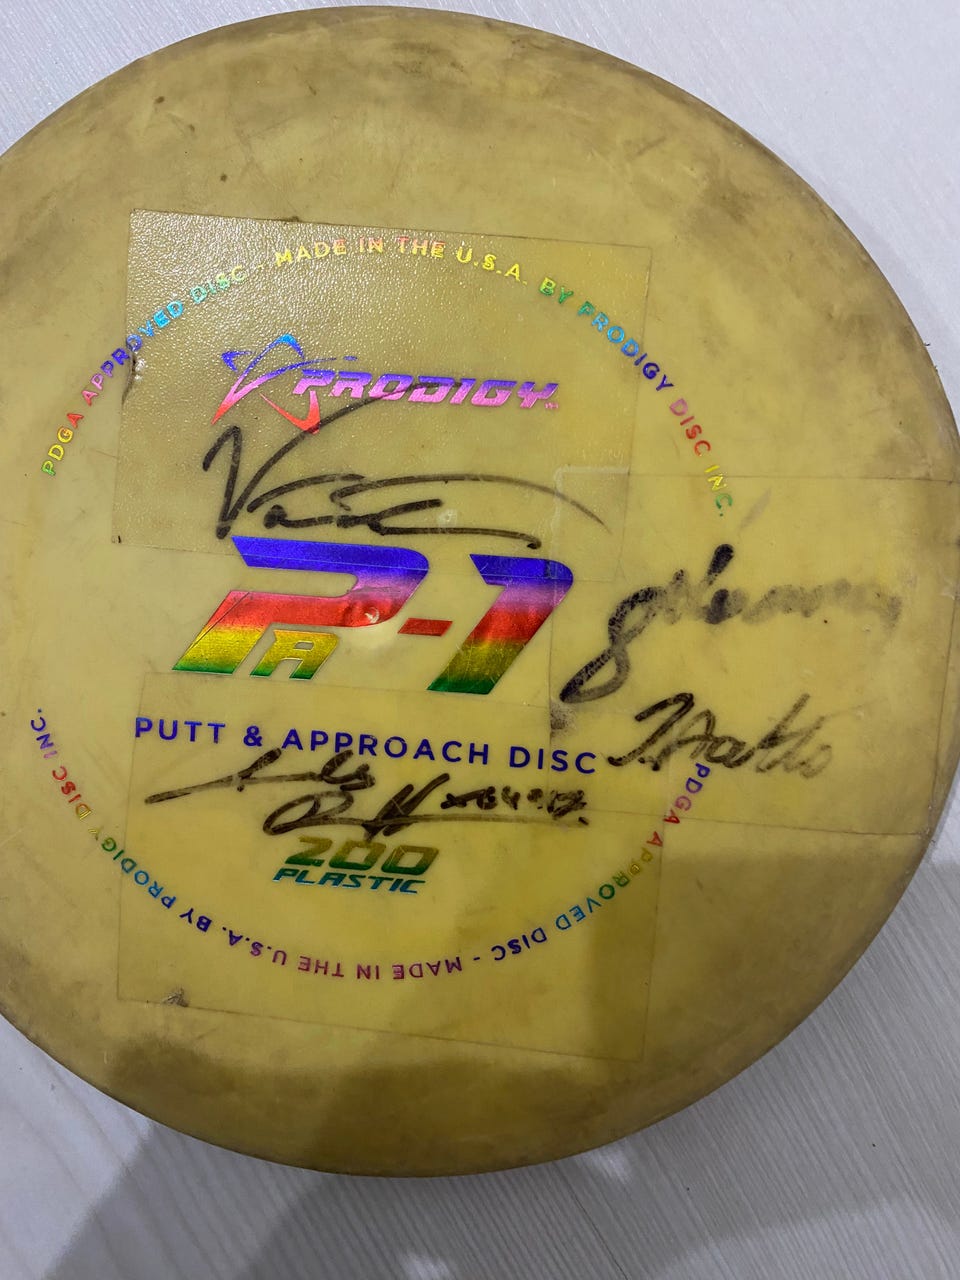 PDGA APPROVED DISC - MADE IN THE U.S.A. BY PRODIGY DISC INC.
PRODIGY
PA-1
PUTT & APPROACH DISC
200
PLASTIC
PDGA APPROVED DISC - MADE IN THE U.S.A. BY PRODIGY DISC INC.